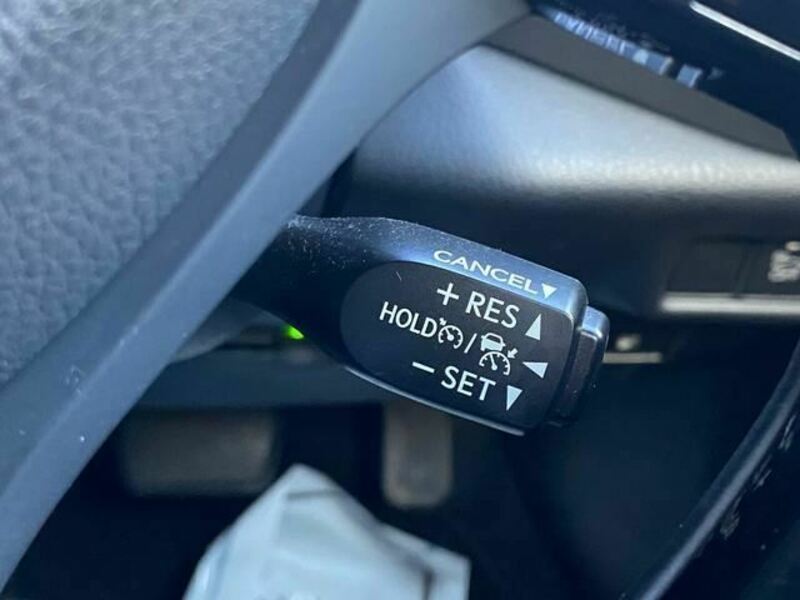 CANCEL▼
+ RES ▲
HOLD / ◀
− SET ▼